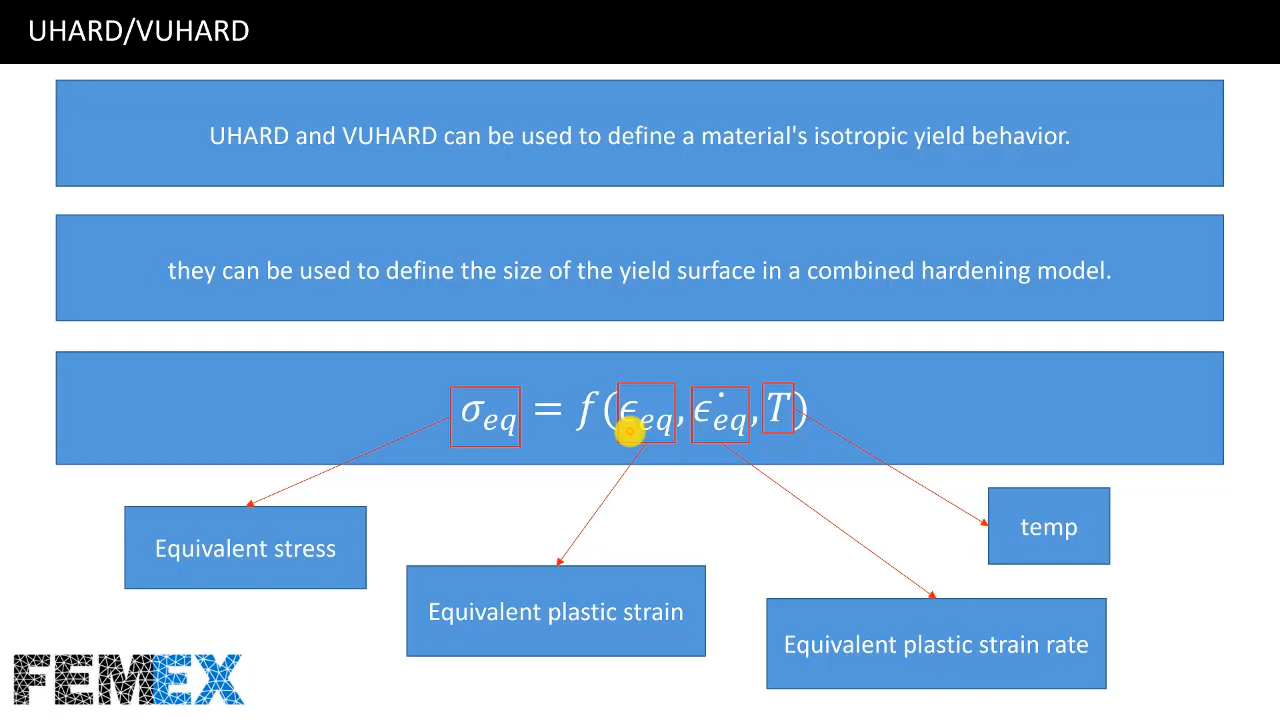 UHARD/VUHARD
UHARD and VUHARD can be used to define a material's isotropic yield behavior.
they can be used to define the size of the yield surface in a combined hardening model.
σ_eq = f(ϵ_eq, ϵ̇_eq, T)
temp
Equivalent stress
Equivalent plastic strain
Equivalent plastic strain rate
FEMEX